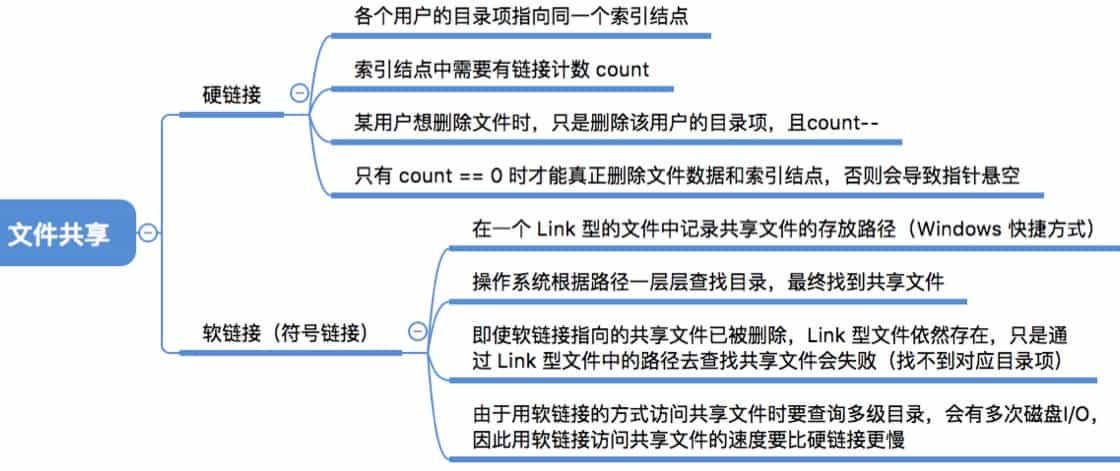 各个用户的目录项指向同一个索引结点
索引结点中需要有链接计数 count
硬链接
某用户想删除文件时，只是删除该用户的目录项，且count--
只有 count == 0 时才能真正删除文件数据和索引结点，否则会导致指针悬空
文件共享
在一个 Link 型的文件中记录共享文件的存放路径（Windows 快捷方式）
操作系统根据路径一层层查找目录，最终找到共享文件
软链接（符号链接）
即使软链接指向的共享文件已被删除，Link 型文件依然存在，只是通
过 Link 型文件中的路径去查找共享文件会失败（找不到对应目录项）
由于用软链接的方式访问共享文件时要查询多级目录，会有多次磁盘I/O，
因此用软链接访问共享文件的速度要比硬链接更慢